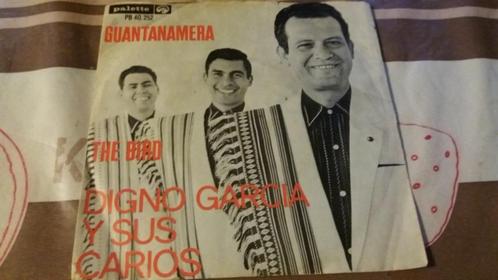 palette
PB 40.252
GUANTANAMERA
K
THE BIRD
DIGNO GARCIA
Y SUS
CARIOS